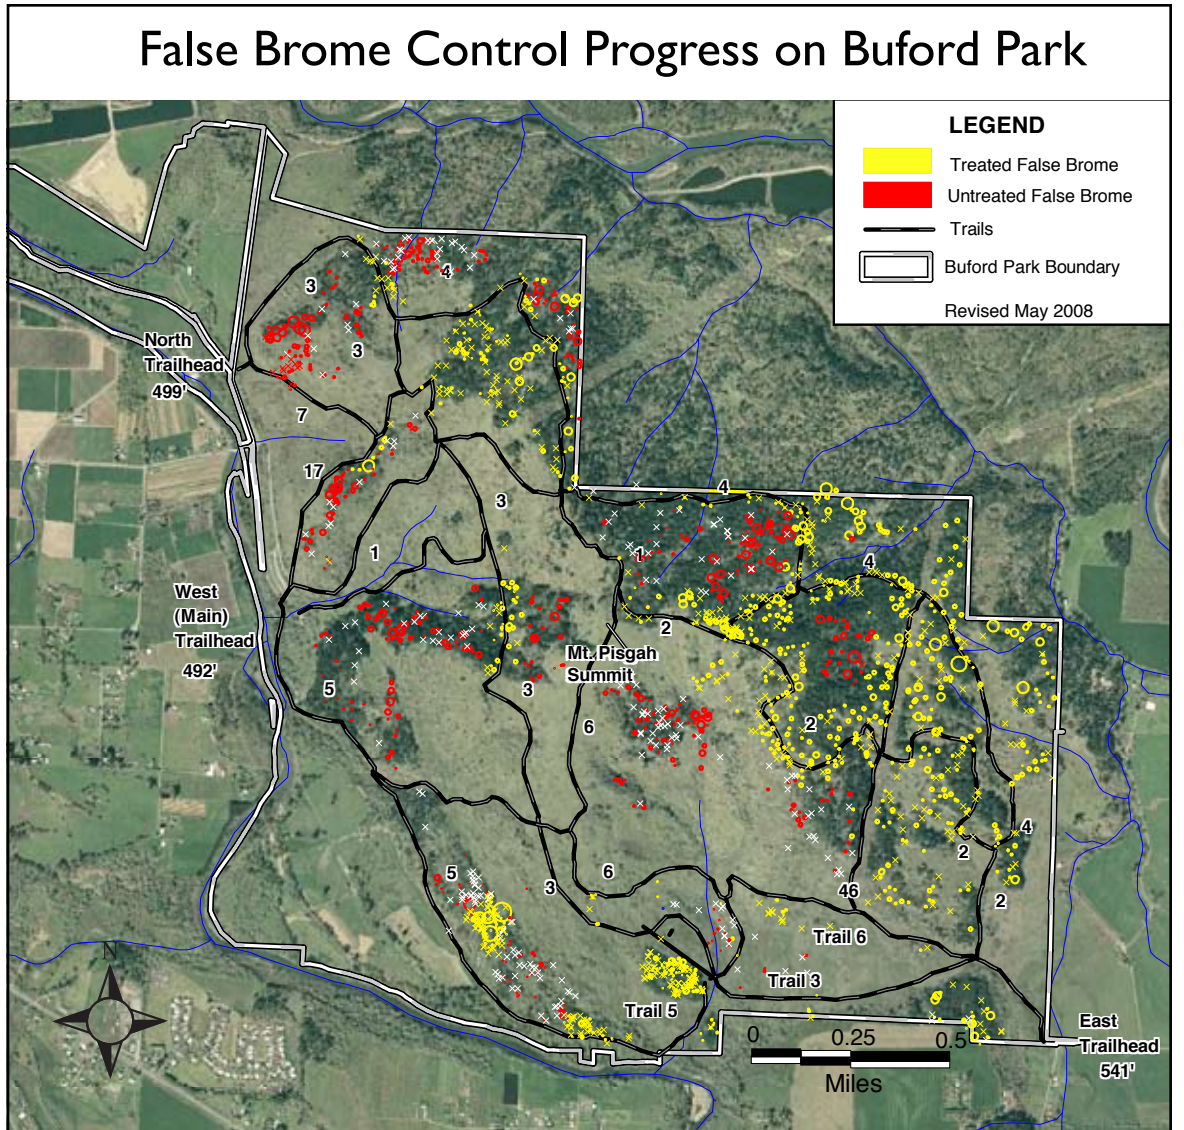 False Brome Control Progress on Buford Park
LEGEND
Treated False Brome
Untreated False Brome
Trails
Buford Park Boundary
Revised May 2008
4
3
North
Trailhead
499'
3
7
17
3
4
1
1
4
West
(Main)
Trailhead
492'
2
Mt. Pisgah
Summit
5
3
6
2
4
2
5
3
6
46
2
Trail 6
Trail 3
Trail 5
N
0
0.25
0.5
Miles
East
Trailhead
541'